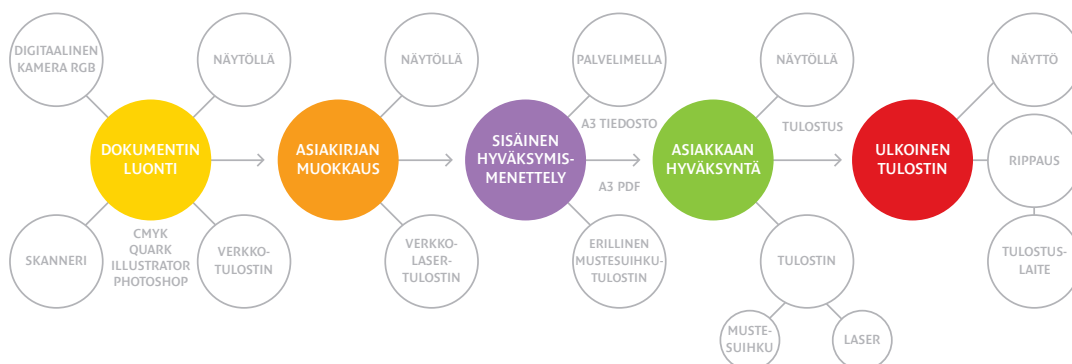 DIGITAALINEN
KAMERA RGB
NÄYTÖLLÄ
NÄYTÖLLÄ
PALVELIMELLA
NÄYTÖLLÄ
NÄYTTÖ
DOKUMENTIN
LUONTI
ASIAKIRJAN
MUOKKAUS
SISÄINEN
HYVÄKSYMIS-
MENETTELY
A3 TIEDOSTO
A3 PDF
ASIAKKAAN
HYVÄKSYNTÄ
TULOSTUS
ULKOINEN
TULOSTIN
RIPPAUS
SKANNERI
CMYK
QUARK
ILLUSTRATOR
PHOTOSHOP
VERKKO-
TULOSTIN
VERKKO-
LASER-
TULOSTIN
ERILLINEN
MUSTESUIHKU-
TULOSTIN
TULOSTIN
TULOSTUS-
LAITE
MUSTE-
SUIHKU
LASER